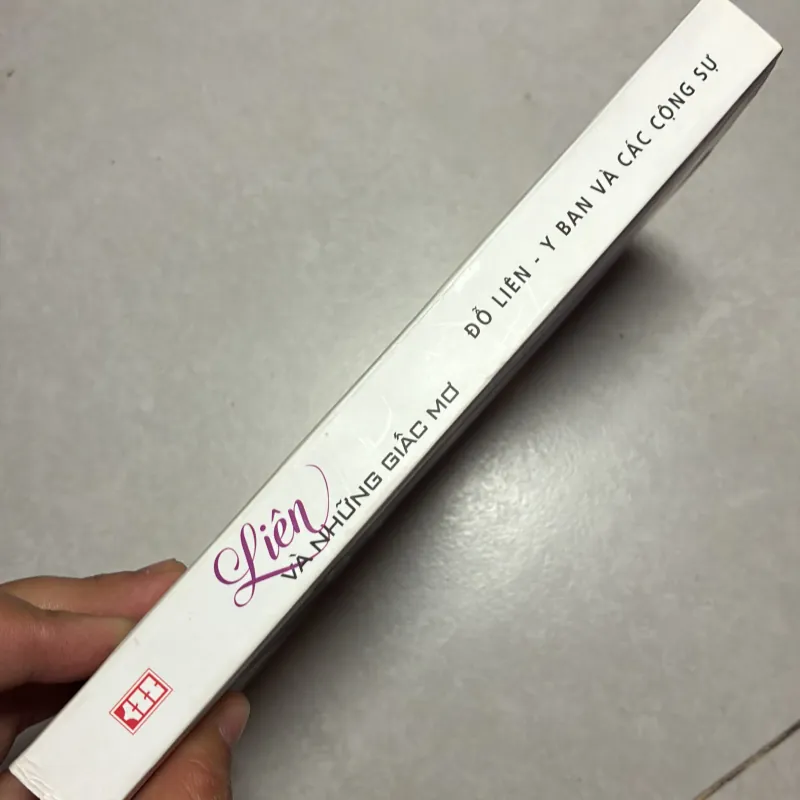 Liên
VÀ NHỮNG GIẤC MƠ
ĐỖ LIÊN - Y BAN VÀ CÁC CỘNG SỰ